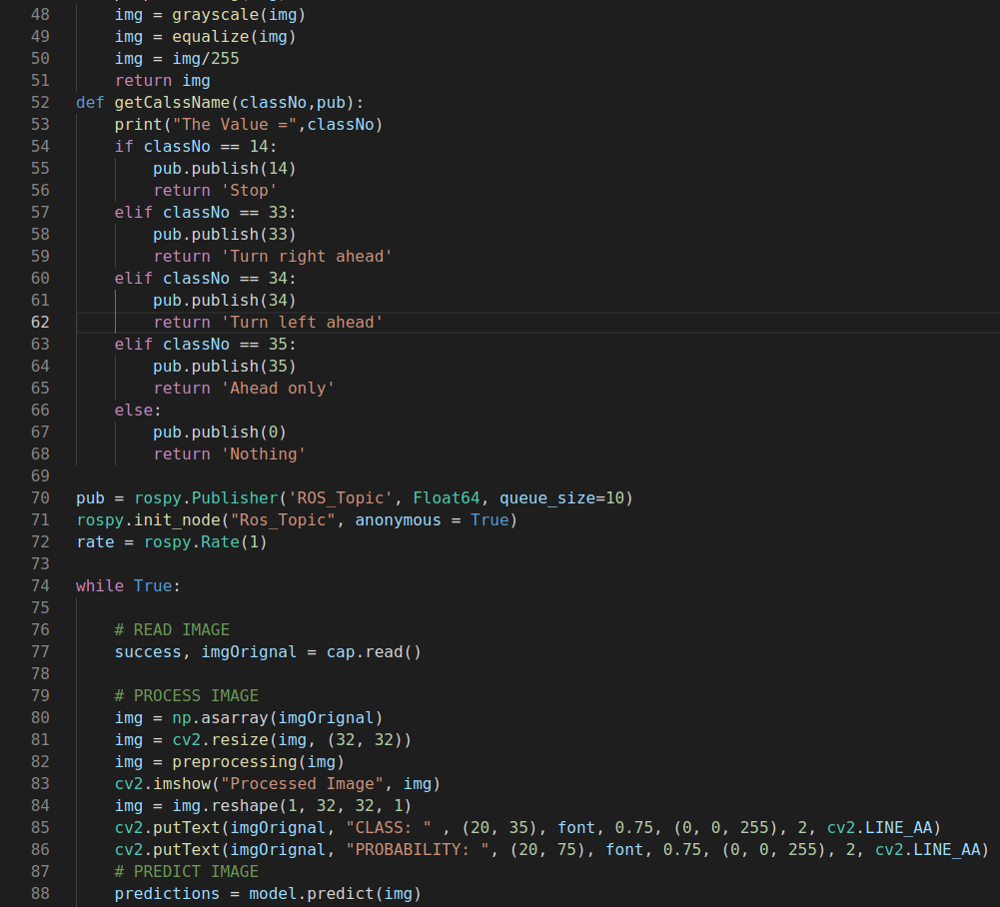 48 img = grayscale(img)
49 img = equalize(img)
50 img = img/255
51 return img
52 def getCalssName(classNo,pub):
53 print("The Value =",classNo)
54 if classNo == 14:
55 pub.publish(14)
56 return 'Stop'
57 elif classNo == 33:
58 pub.publish(33)
59 return 'Turn right ahead'
60 elif classNo == 34:
61 pub.publish(34)
62 return 'Turn left ahead'
63 elif classNo == 35:
64 pub.publish(35)
65 return 'Ahead only'
66 else:
67 pub.publish(0)
68 return 'Nothing'
69
70 pub = rospy.Publisher('ROS_Topic', Float64, queue_size=10)
71 rospy.init_node("Ros_Topic", anonymous = True)
72 rate = rospy.Rate(1)
73
74 while True:
75
76 # READ IMAGE
77 success, imgOrignal = cap.read()
78
79 # PROCESS IMAGE
80 img = np.asarray(imgOrignal)
81 img = cv2.resize(img, (32, 32))
82 img = preprocessing(img)
83 cv2.imshow("Processed Image", img)
84 img = img.reshape(1, 32, 32, 1)
85 cv2.putText(imgOrignal, "CLASS: " , (20, 35), font, 0.75, (0, 0, 255), 2, cv2.LINE_AA)
86 cv2.putText(imgOrignal, "PROBABILITY: ", (20, 75), font, 0.75, (0, 0, 255), 2, cv2.LINE_AA)
87 # PREDICT IMAGE
88 predictions = model.predict(img)